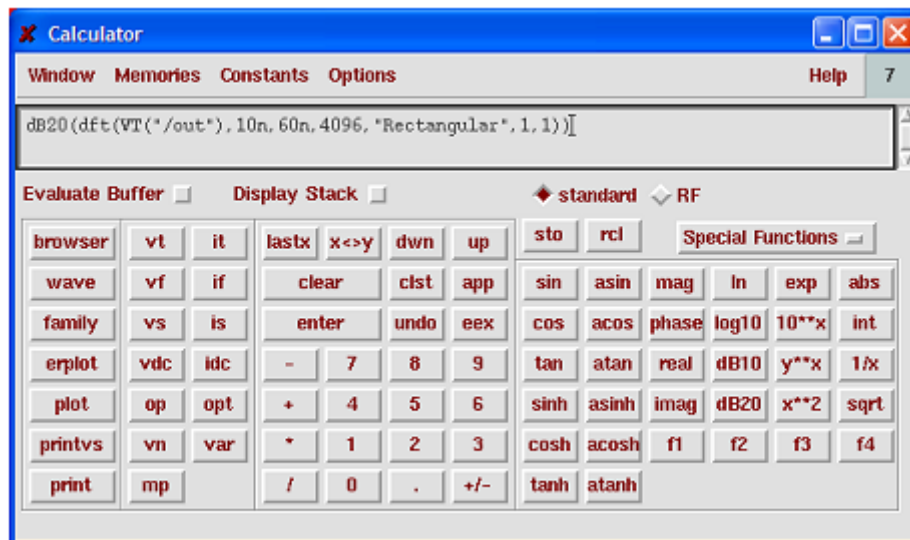 Calculator
Window Memories Constants Options Help 7
dB20(dft(VT("/out"),10n,60n,4096,"Rectangular",1,1))
Evaluate Buffer Display Stack standard RF
browser vt it lastx x<>y dwn up sto rcl Special Functions
wave vf if clear clst app sin asin mag ln exp abs
family vs is enter undo eex cos acos phase log10 10**x int
erplot vdc idc - 7 8 9 tan atan real dB10 y**x 1/x
plot op opt + 4 5 6 sinh asinh imag dB20 x**2 sqrt
printvs vn var * 1 2 3 cosh acosh f1 f2 f3 f4
print mp / 0 . +/- tanh atanh